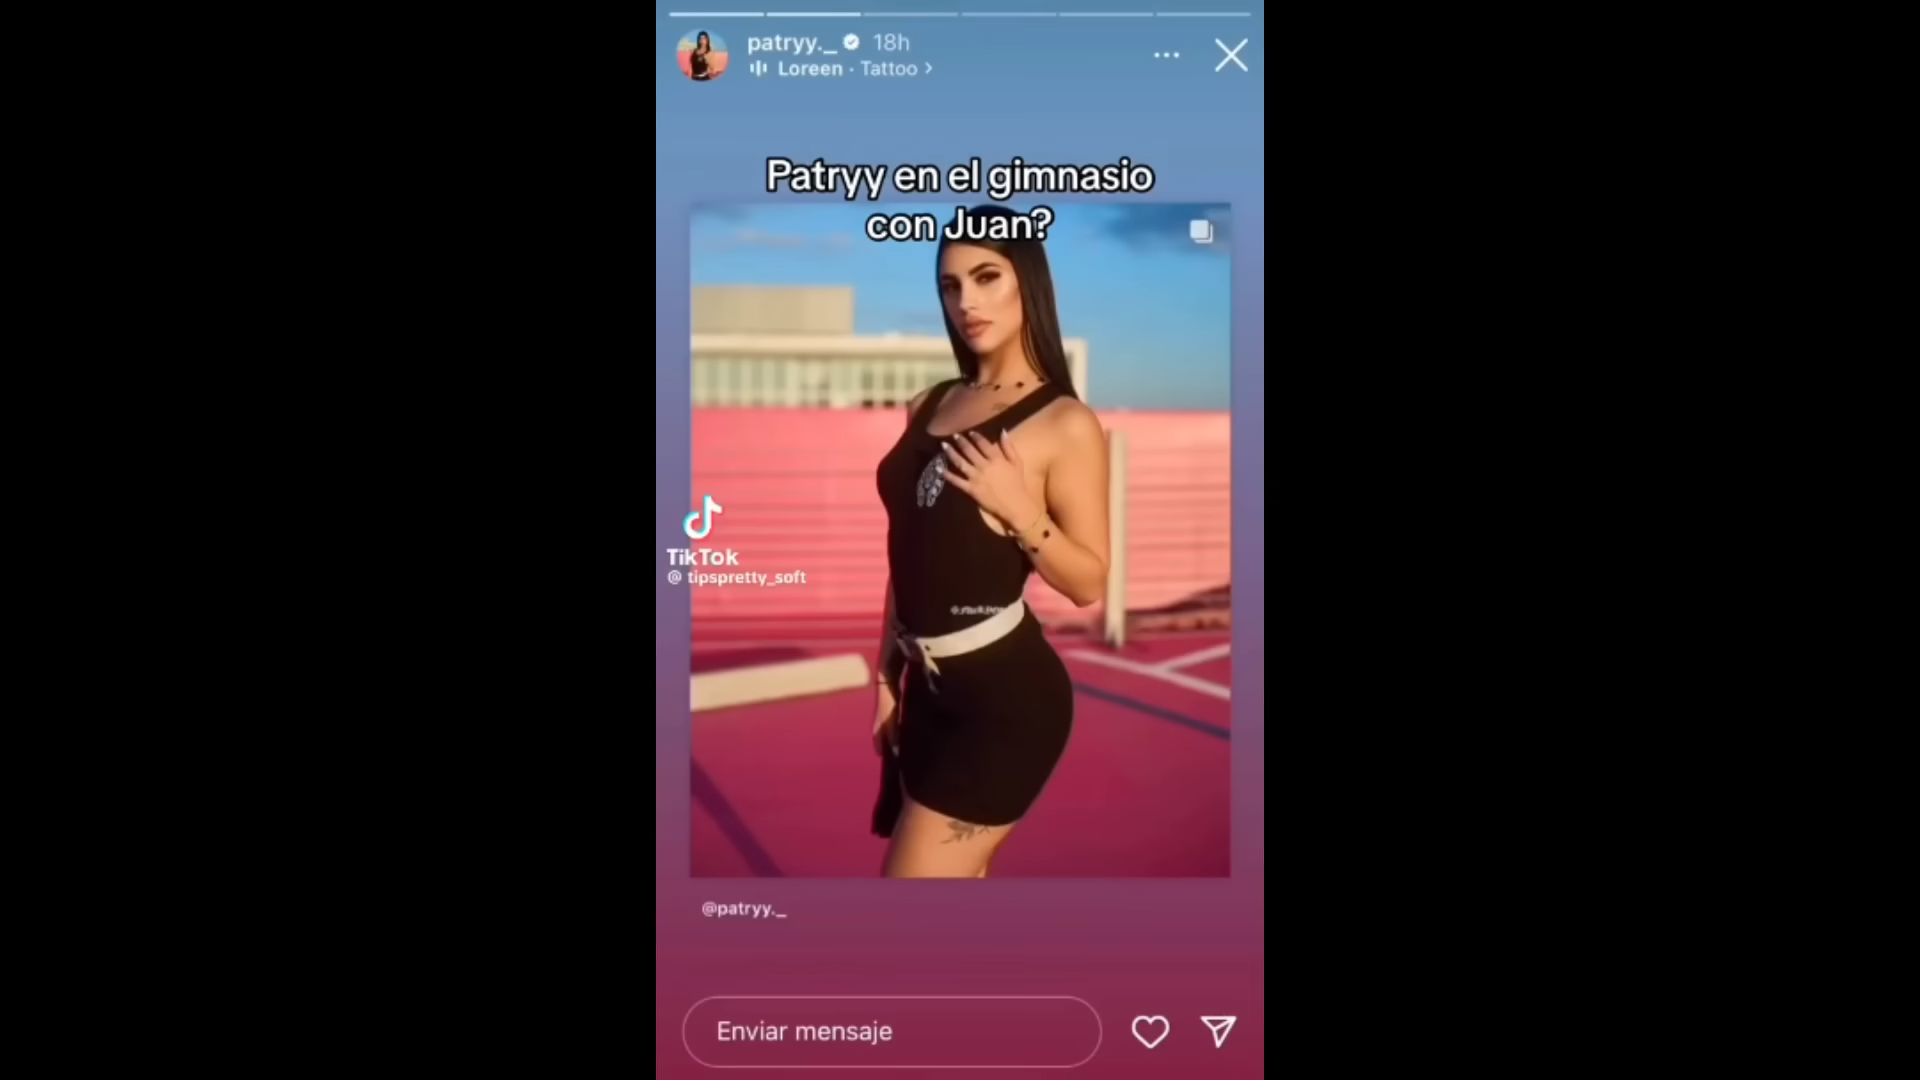 patryy._ 18h
Loreen · Tattoo >
Patryy en el gimnasio
con Juan?
TikTok
@ tipspretty_soft
@patryy._
Enviar mensaje